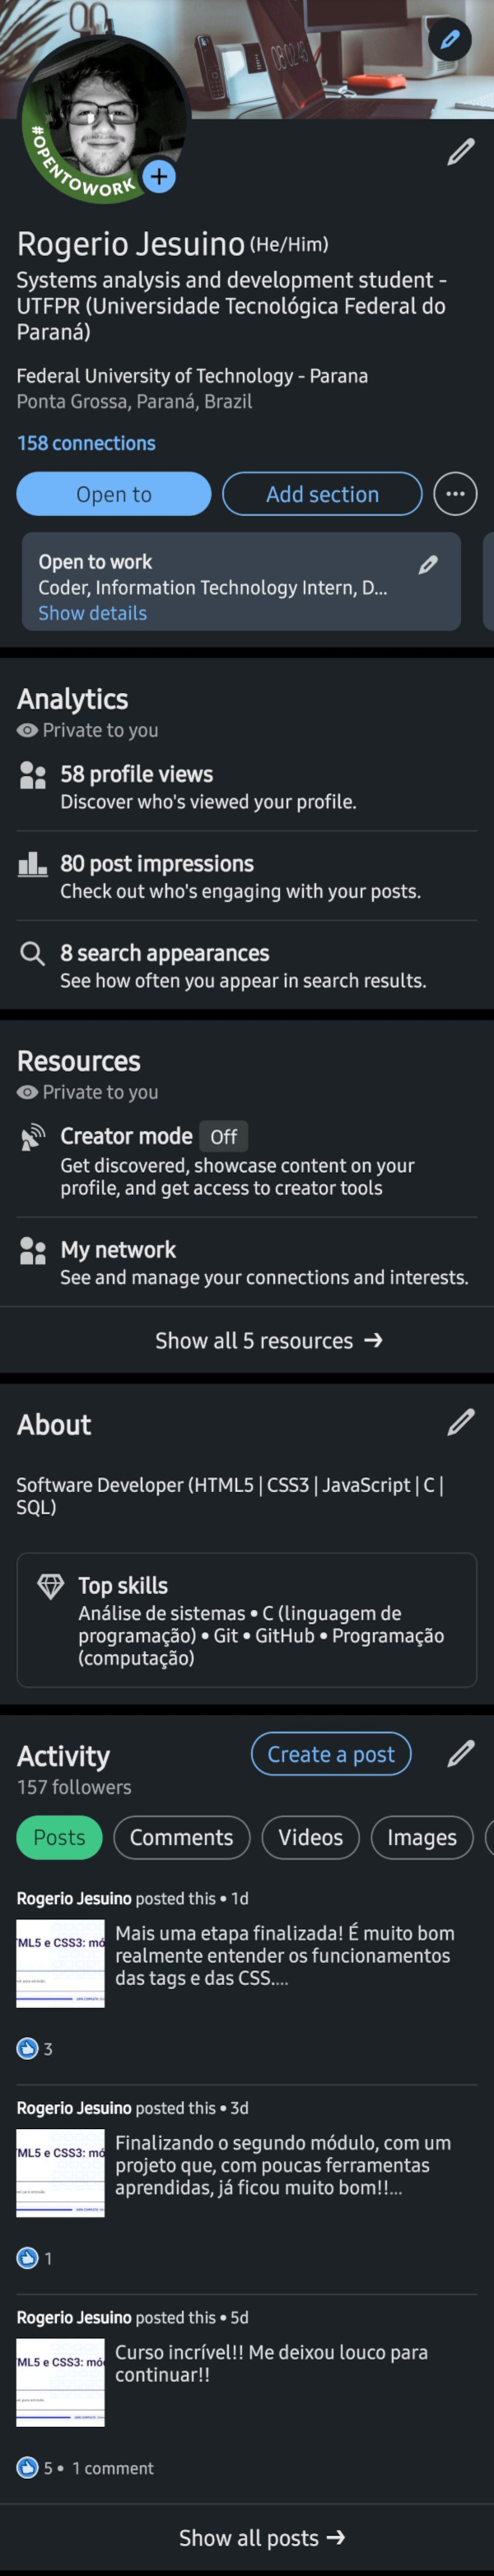 #OPENTOWORK
Rogerio Jesuino (He/Him)
Systems analysis and development student -
UTFPR (Universidade Tecnológica Federal do
Paraná)
Federal University of Technology - Parana
Ponta Grossa, Paraná, Brazil
158 connections
Open to
Add section
Open to work
Coder, Information Technology Intern, D...
Show details
Analytics
Private to you
58 profile views
Discover who's viewed your profile.
80 post impressions
Check out who's engaging with your posts.
8 search appearances
See how often you appear in search results.
Resources
Private to you
Creator mode Off
Get discovered, showcase content on your
profile, and get access to creator tools
My network
See and manage your connections and interests.
Show all 5 resources →
About
Software Developer (HTML5 | CSS3 | JavaScript | C |
SQL)
Top skills
Análise de sistemas • C (linguagem de
programação) • Git • GitHub • Programação
(computação)
Activity
Create a post
157 followers
Posts
Comments
Videos
Images
Rogerio Jesuino posted this • 1d
ML5 e CSS3: mó
Mais uma etapa finalizada! É muito bom
realmente entender os funcionamentos
das tags e das CSS....
3
Rogerio Jesuino posted this • 3d
ML5 e CSS3: mó
Finalizando o segundo módulo, com um
projeto que, com poucas ferramentas
aprendidas, já ficou muito bom!!...
1
Rogerio Jesuino posted this • 5d
ML5 e CSS3: mó
Curso incrível!! Me deixou louco para
continuar!!
5 • 1 comment
Show all posts →